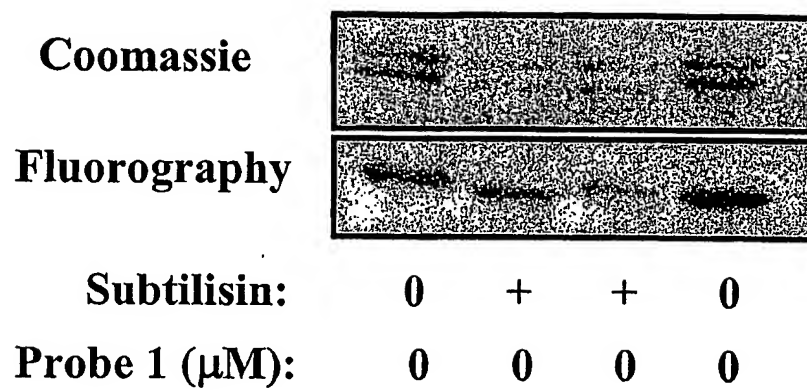 Coomassie
Fluorography
Subtilisin: 0 + + 0
Probe 1 (μM): 0 0 0 0